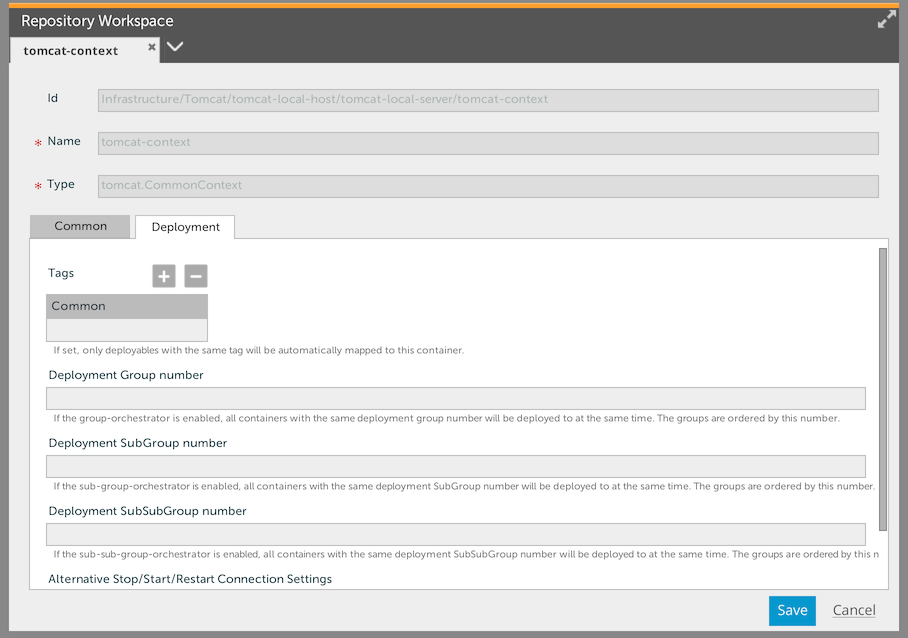 Repository Workspace
tomcat-context
Id
Infrastructure/Tomcat/tomcat-local-host/tomcat-local-server/tomcat-context
* Name
tomcat-context
* Type
tomcat.CommonContext
Common
Deployment
Tags
Common
If set, only deployables with the same tag will be automatically mapped to this container.
Deployment Group number
If the group-orchestrator is enabled, all containers with the same deployment group number will be deployed to at the same time. The groups are ordered by this number.
Deployment SubGroup number
If the sub-group-orchestrator is enabled, all containers with the same deployment SubGroup number will be deployed to at the same time. The groups are ordered by this number.
Deployment SubSubGroup number
If the sub-sub-group-orchestrator is enabled, all containers with the same deployment SubSubGroup number will be deployed to at the same time. The groups are ordered by this n
Alternative Stop/Start/Restart Connection Settings
Save
Cancel